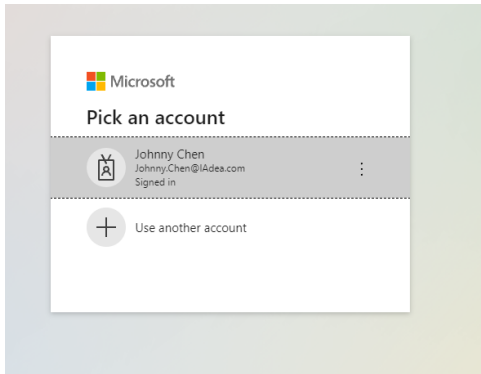 Microsoft
Pick an account
Johnny Chen
Johnny.Chen@IAdea.com
Signed in
Use another account